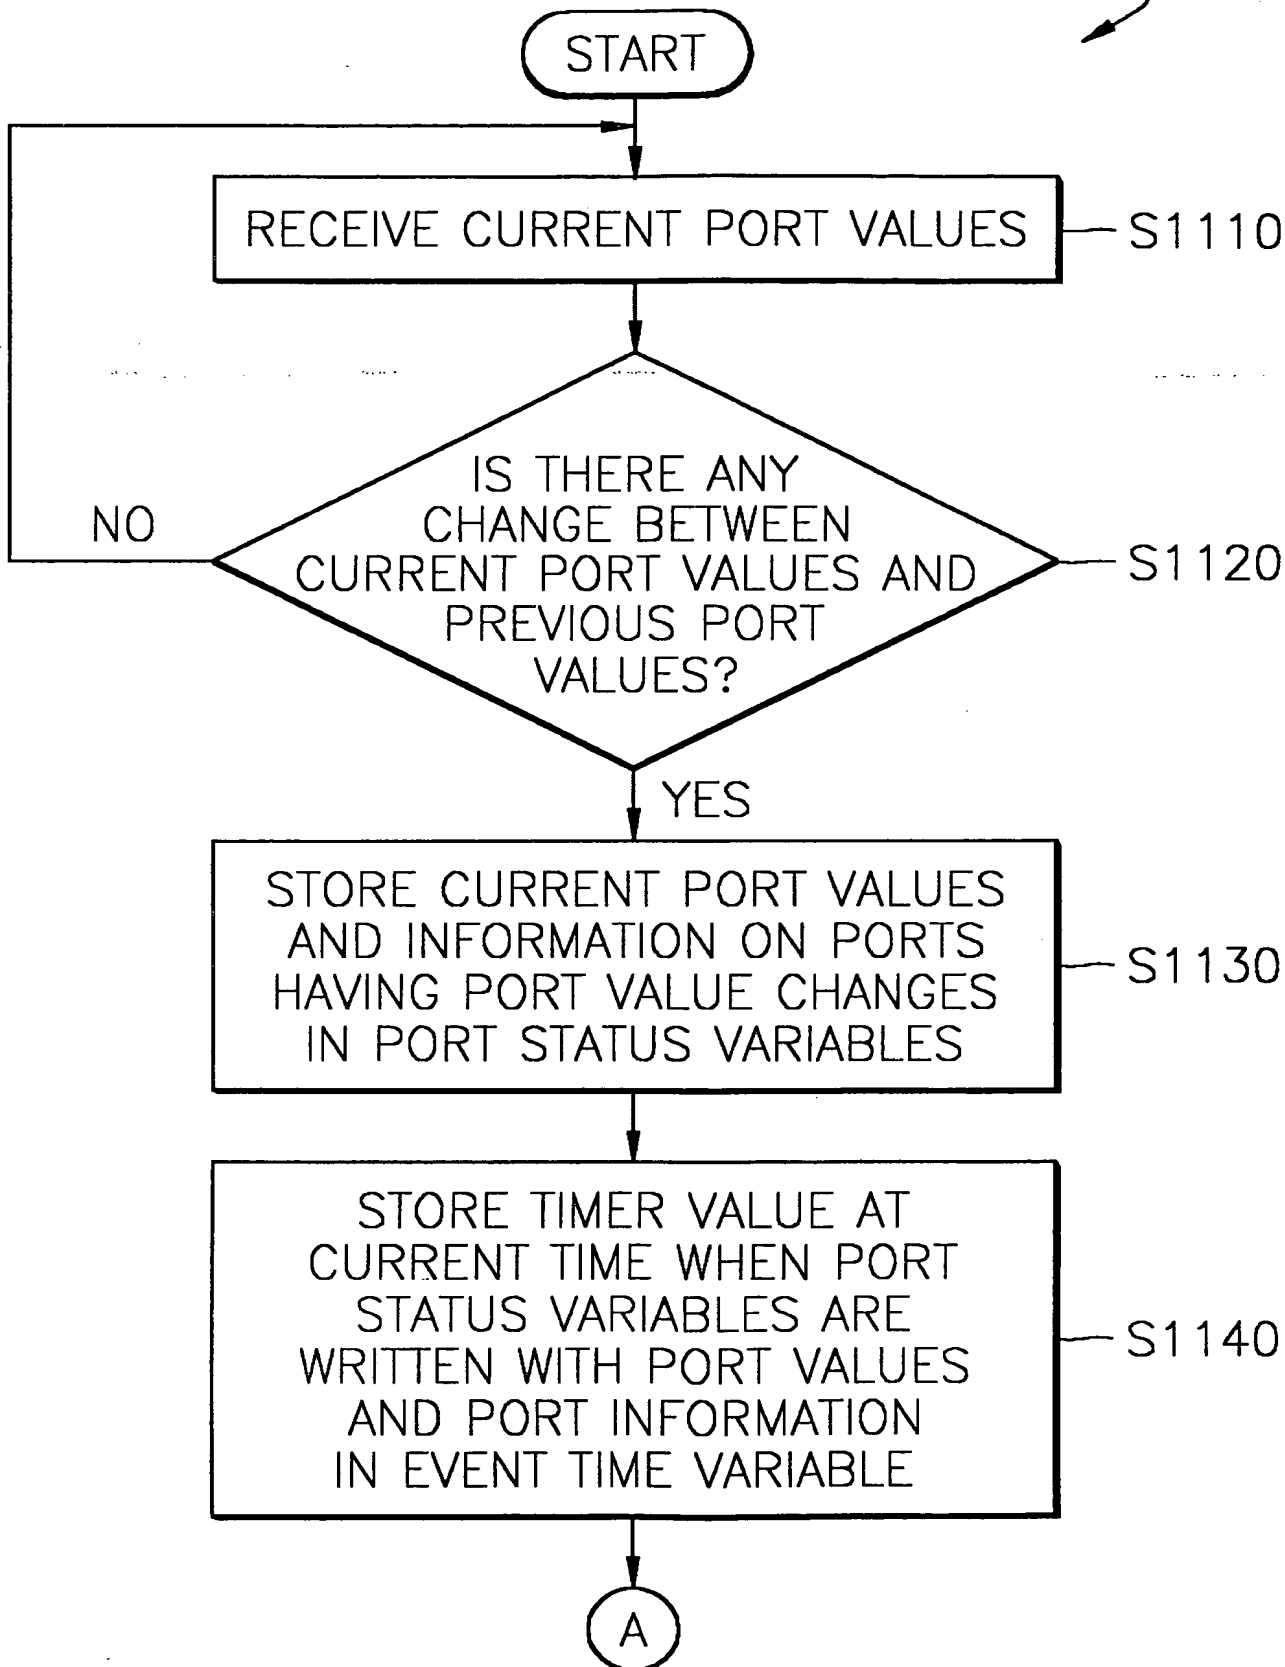 START
RECEIVE CURRENT PORT VALUES
S1110
IS THERE ANY
CHANGE BETWEEN
CURRENT PORT VALUES AND
PREVIOUS PORT
VALUES?
NO
S1120
YES
STORE CURRENT PORT VALUES
AND INFORMATION ON PORTS
HAVING PORT VALUE CHANGES
IN PORT STATUS VARIABLES
S1130
STORE TIMER VALUE AT
CURRENT TIME WHEN PORT
STATUS VARIABLES ARE
WRITTEN WITH PORT VALUES
AND PORT INFORMATION
IN EVENT TIME VARIABLE
S1140
A